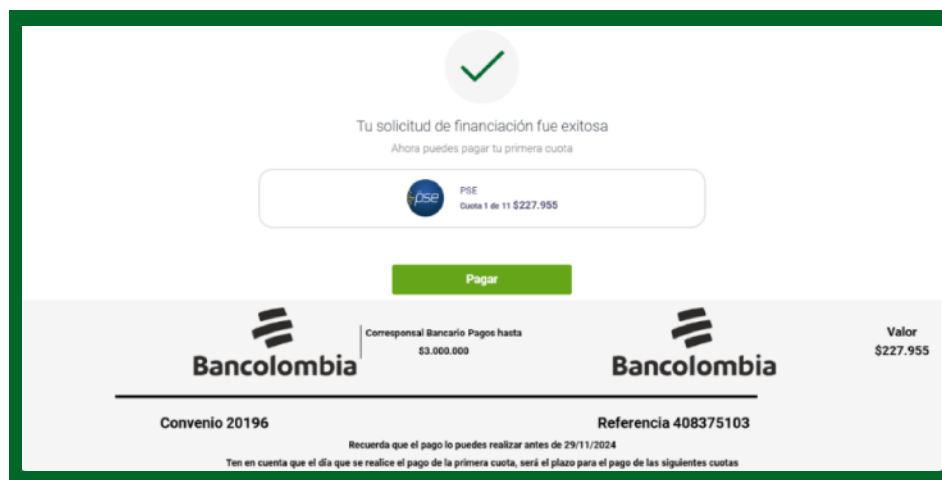 Tu solicitud de financiación fue exitosa
Ahora puedes pagar tu primera cuota
pse
PSE
Cuota 1 de 11 $227.955
Pagar
Bancolombia
Corresponsal Bancario Pagos hasta
$3.000.000
Bancolombia
Valor
$227.955
Convenio 20196
Referencia 408375103
Recuerda que el pago lo puedes realizar antes de 29/11/2024
Ten en cuenta que el día que se realice el pago de la primera cuota, será el plazo para el pago de las siguientes cuotas